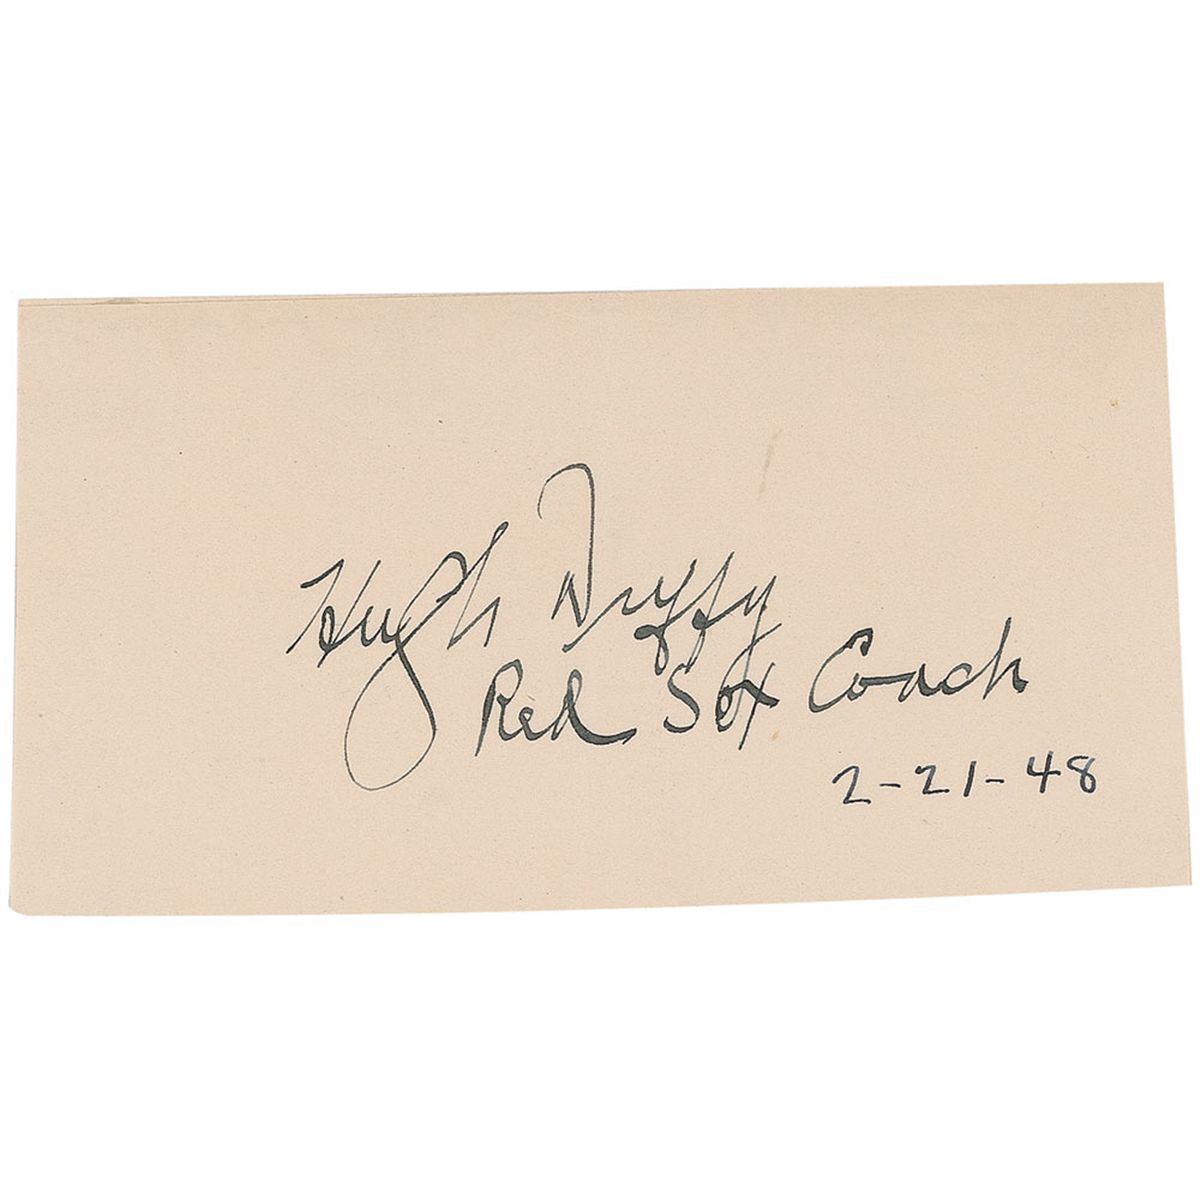 Hugh Duffy
Red Sox Coach
2-21-48